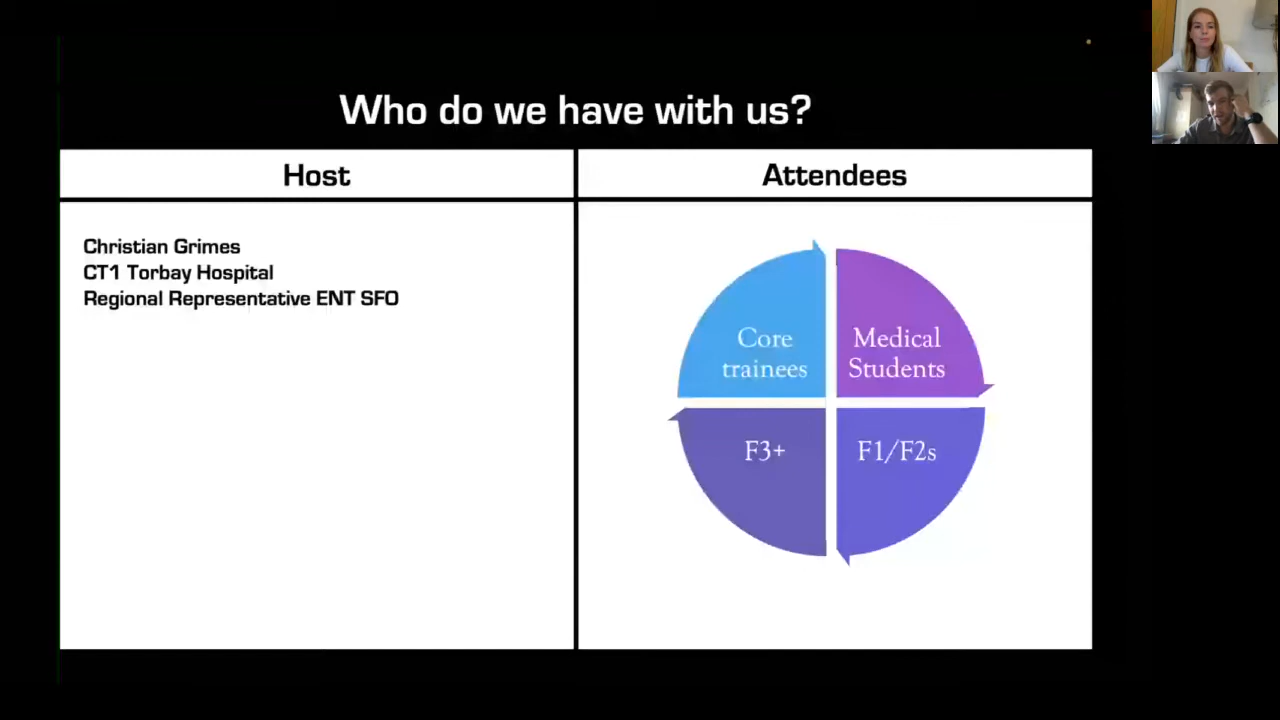 Who do we have with us?
Host
Attendees
Christian Grimes
CT1 Torbay Hospital
Regional Representative ENT SFO
Core
trainees
Medical
Students
F3+
F1/F2s